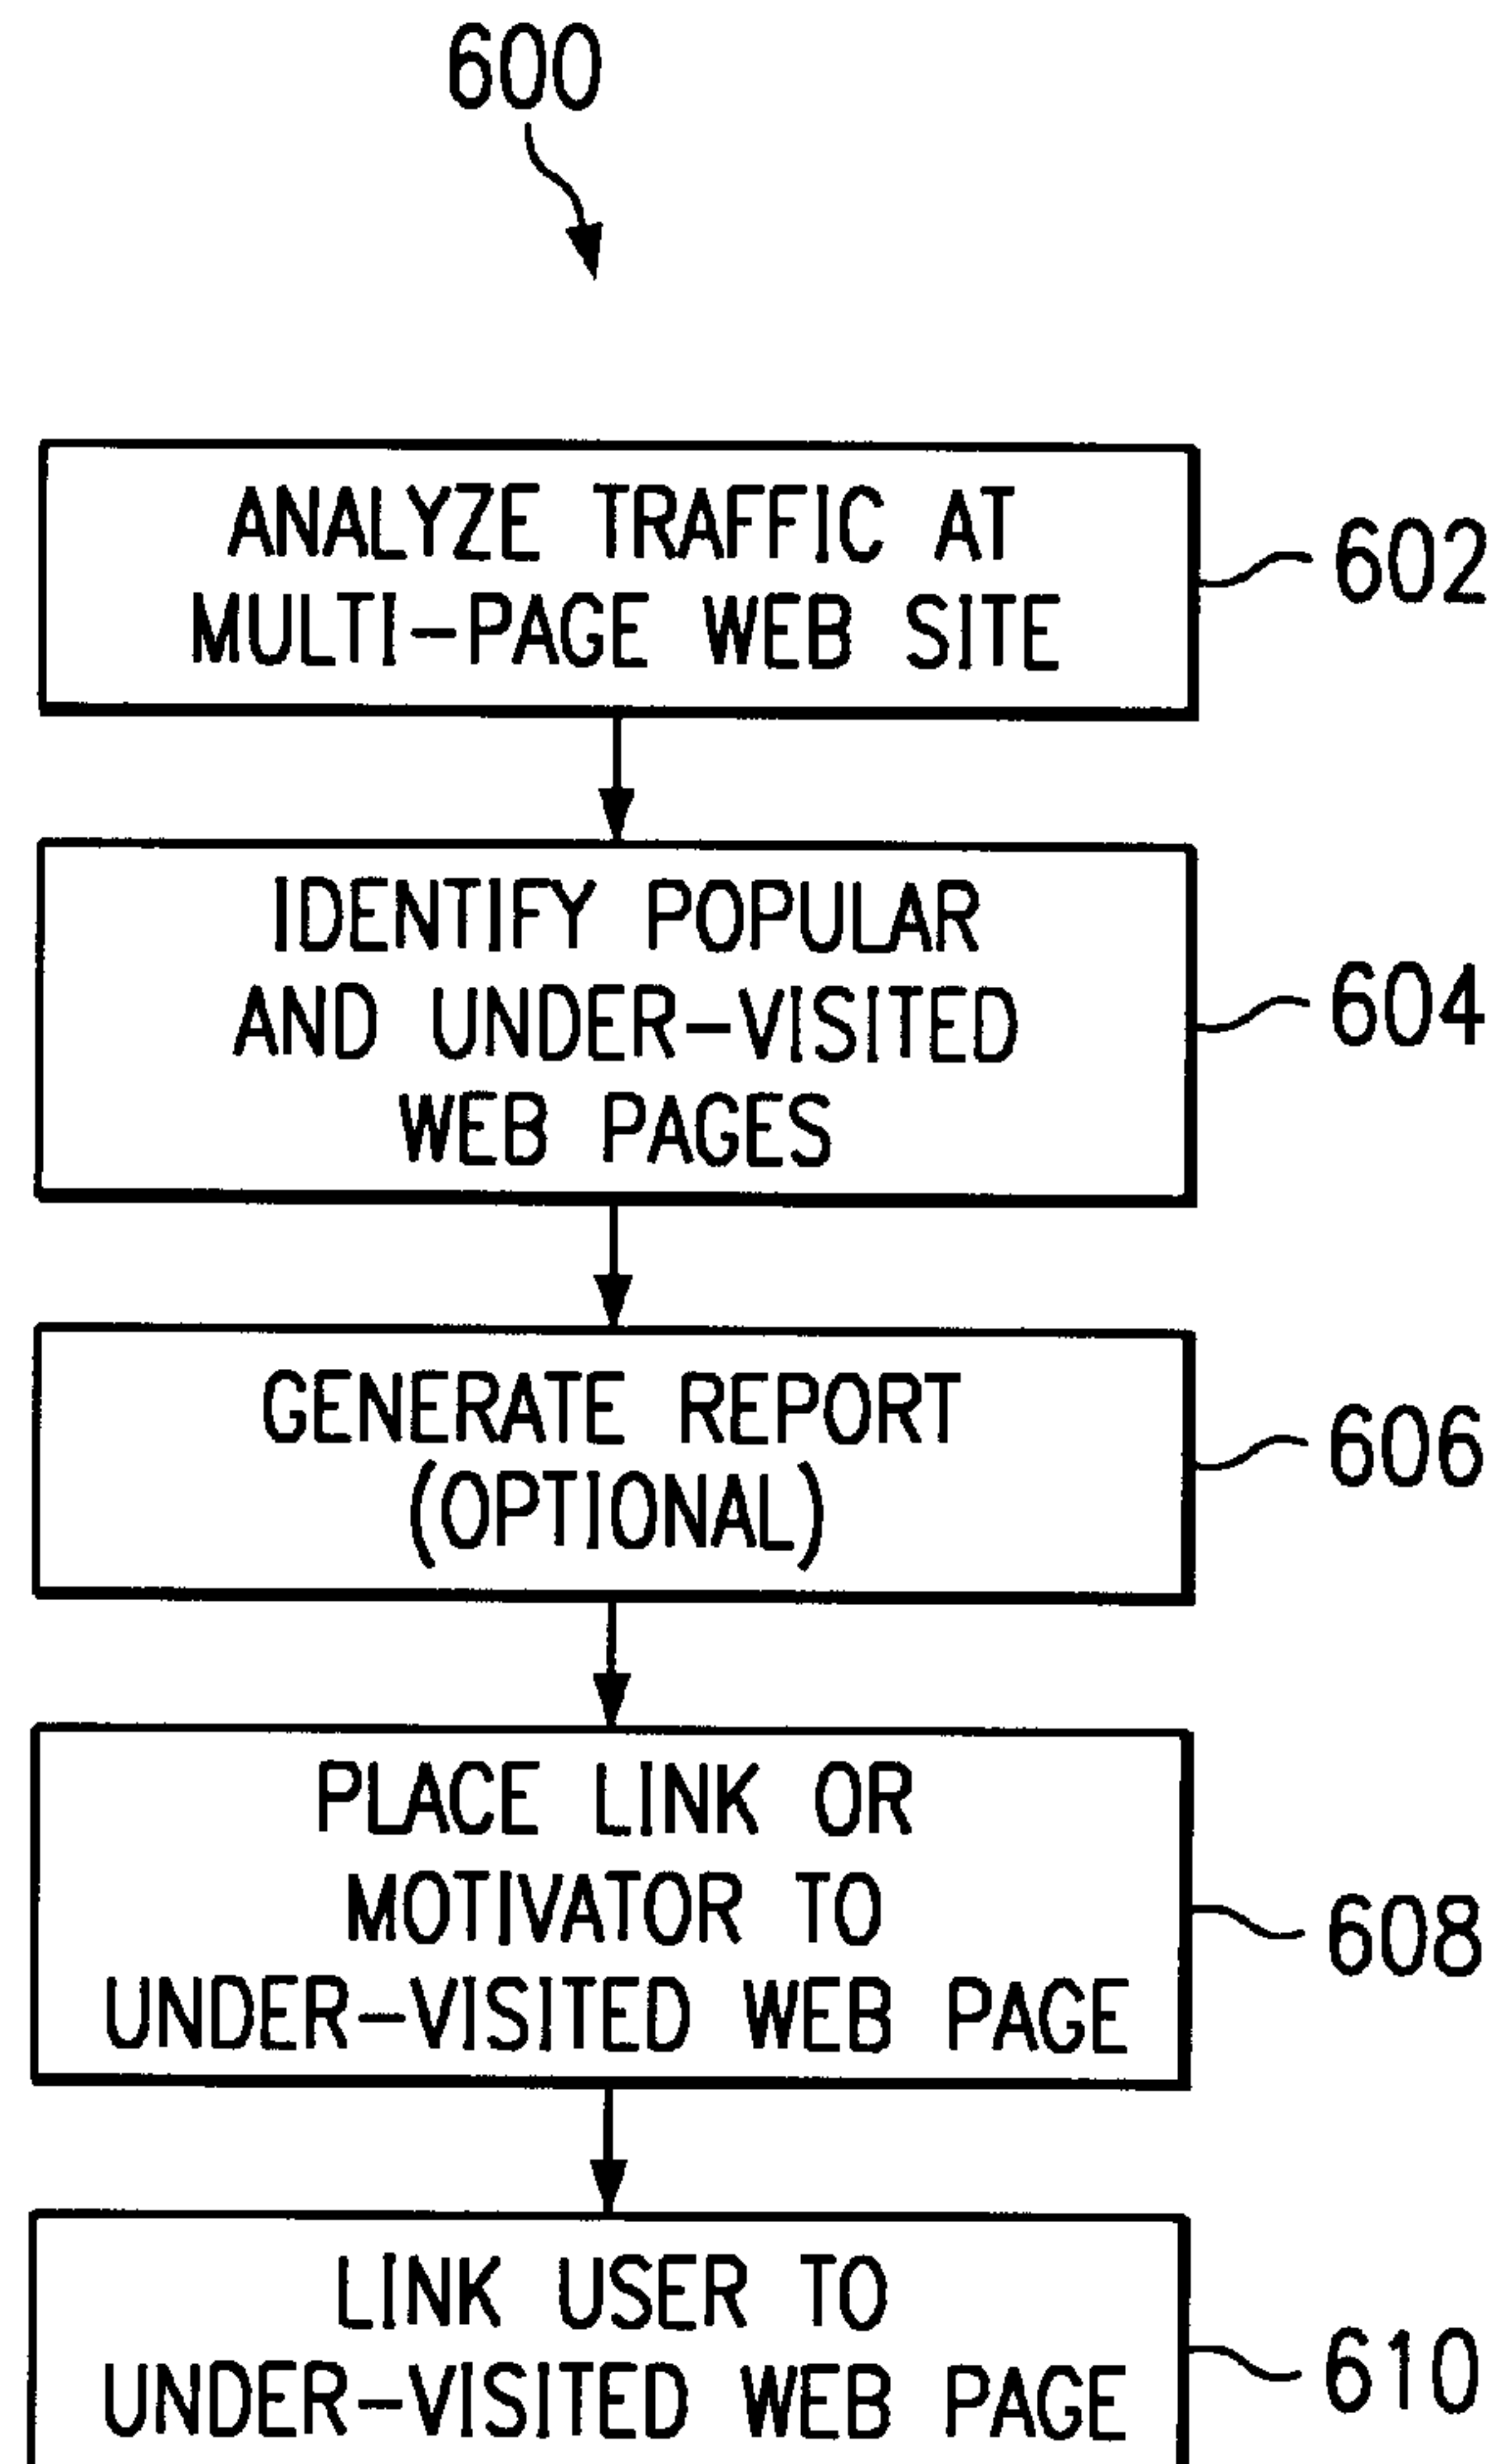 600
ANALYZE TRAFFIC AT
MULTI-PAGE WEB SITE
602
IDENTIFY POPULAR
AND UNDER-VISITED
WEB PAGES
604
GENERATE REPORT
(OPTIONAL)
606
PLACE LINK OR
MOTIVATOR TO
UNDER-VISITED WEB PAGE
608
LINK USER TO
UNDER-VISITED WEB PAGE
610